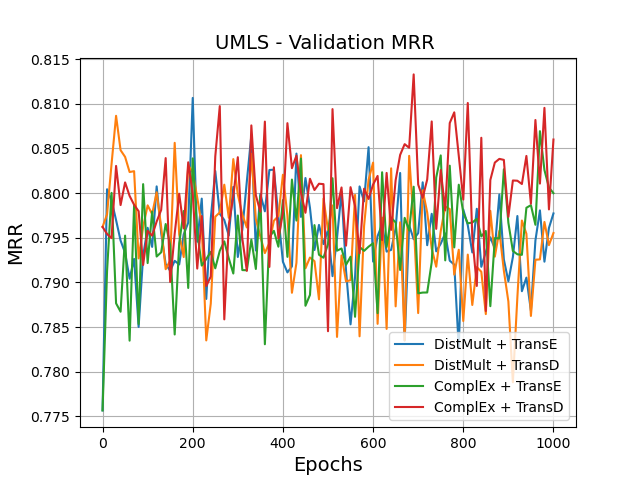 UMLS - Validation MRR
MRR
0.815
0.810
0.805
0.800
0.795
0.790
0.785
0.780
0.775
DistMult + TransE
DistMult + TransD
ComplEx + TransE
ComplEx + TransD
0 200 400 600 800 1000
Epochs